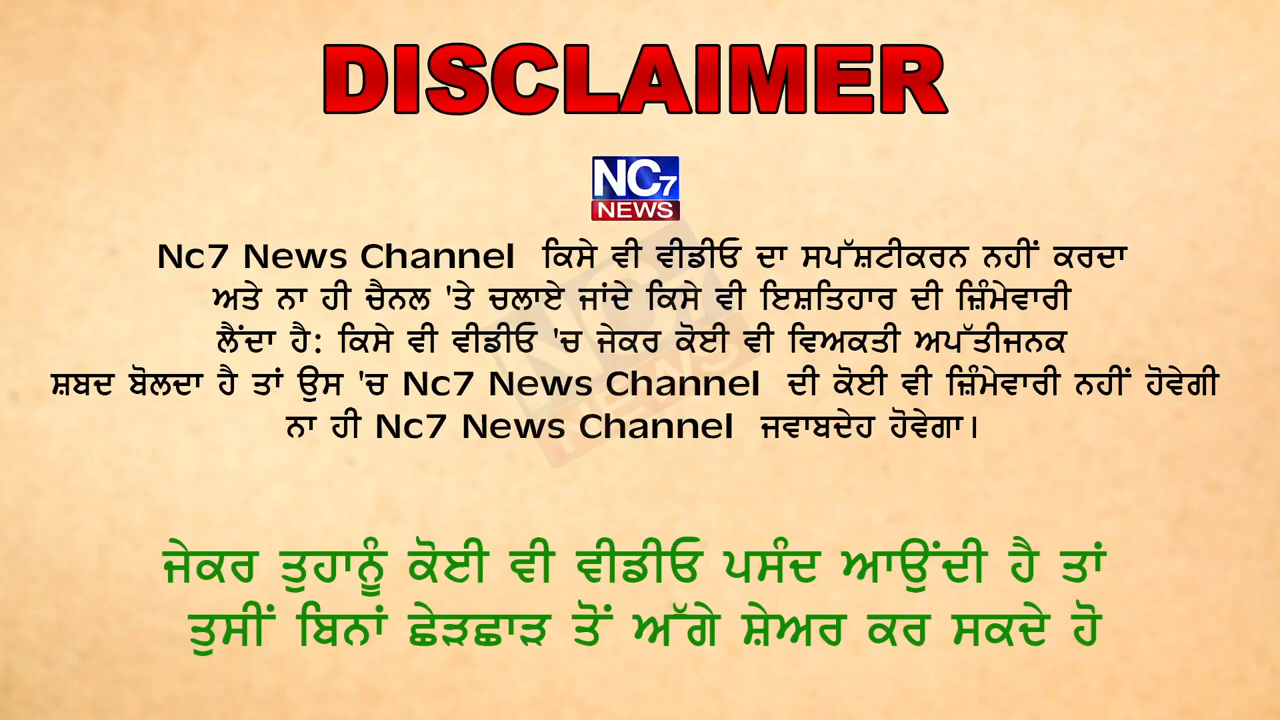 DISCLAIMER
NC7
NEWS
Nc7 News Channel ਕਿਸੇ ਵੀ ਵੀਡੀਓ ਦਾ ਸਪੱਸ਼ਟੀਕਰਨ ਨਹੀਂ ਕਰਦਾ
ਅਤੇ ਨਾ ਹੀ ਚੈਨਲ 'ਤੇ ਚਲਾਏ ਜਾਂਦੇ ਕਿਸੇ ਵੀ ਇਸ਼ਤਿਹਾਰ ਦੀ ਜ਼ਿੰਮੇਵਾਰੀ
ਲੈਂਦਾ ਹੈ: ਕਿਸੇ ਵੀ ਵੀਡੀਓ 'ਚ ਜੇਕਰ ਕੋਈ ਵੀ ਵਿਅਕਤੀ ਅਪੱਤੀਜਨਕ
ਸ਼ਬਦ ਬੋਲਦਾ ਹੈ ਤਾਂ ਉਸ 'ਚ Nc7 News Channel ਦੀ ਕੋਈ ਵੀ ਜ਼ਿੰਮੇਵਾਰੀ ਨਹੀਂ ਹੋਵੇਗੀ
ਨਾ ਹੀ Nc7 News Channel ਜਵਾਬਦੇਹ ਹੋਵੇਗਾ।
ਜੇਕਰ ਤੁਹਾਨੂੰ ਕੋਈ ਵੀ ਵੀਡੀਓ ਪਸੰਦ ਆਉਂਦੀ ਹੈ ਤਾਂ
ਤੁਸੀਂ ਬਿਨਾਂ ਛੇੜਛਾੜ ਤੋਂ ਅੱਗੇ ਸ਼ੇਅਰ ਕਰ ਸਕਦੇ ਹੋ